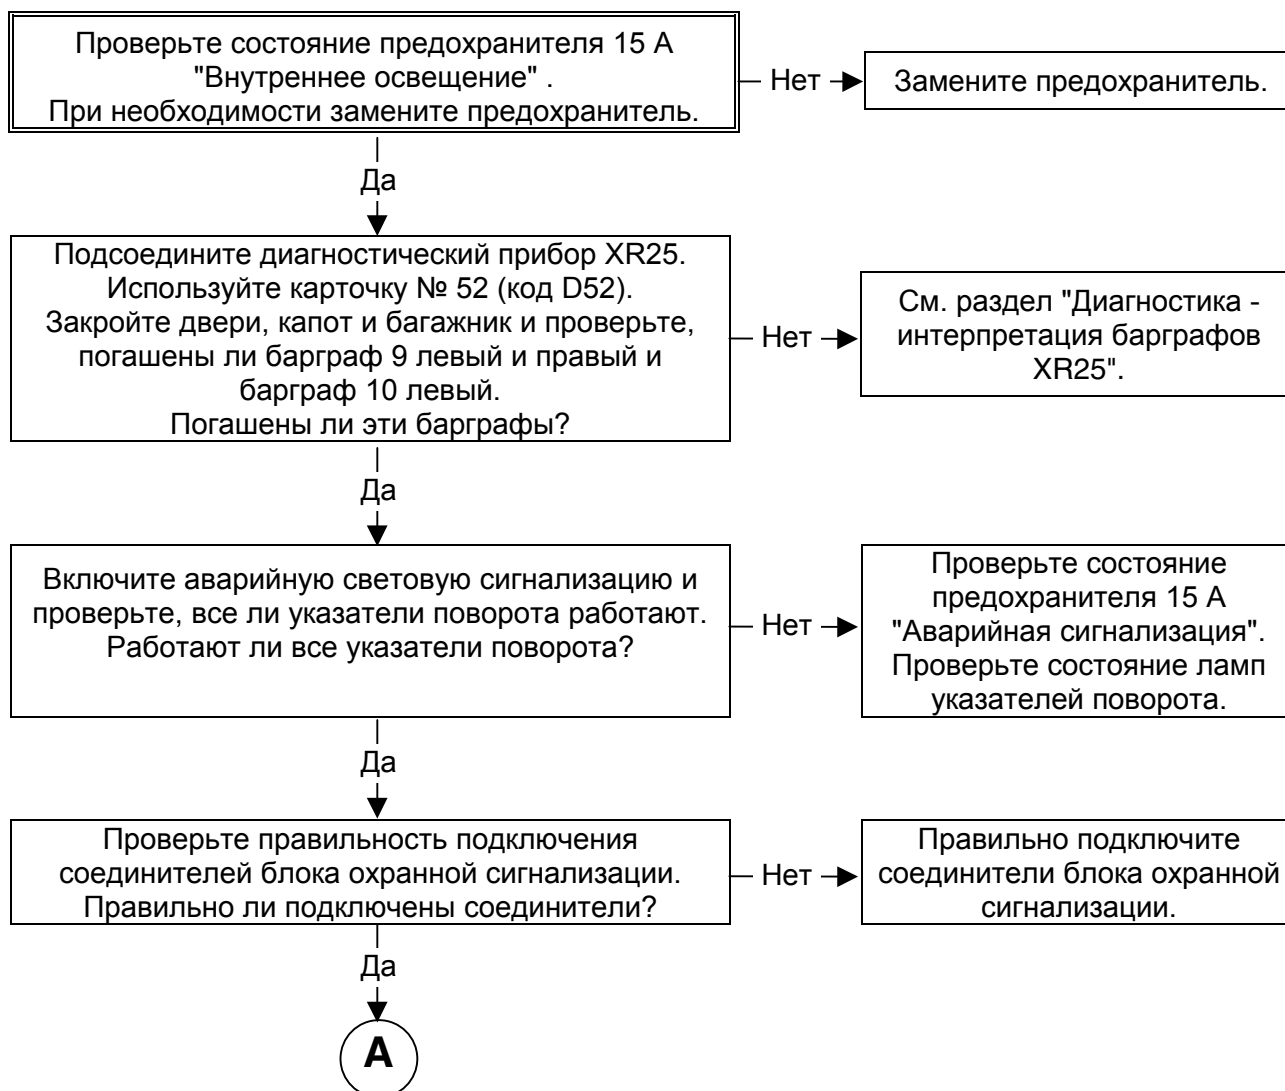 Проверьте состояние предохранителя 15 А
"Внутреннее освещение" .
При необходимости замените предохранитель.
Нет
Замените предохранитель.
Да
Подсоедините диагностический прибор XR25.
Используйте карточку № 52 (код D52).
Закройте двери, капот и багажник и проверьте,
погашены ли барграф 9 левый и правый и
барграф 10 левый.
Погашены ли эти барграфы?
Нет
См. раздел "Диагностика -
интерпретация барграфов
XR25".
Да
Включите аварийную световую сигнализацию и
проверьте, все ли указатели поворота работают.
Работают ли все указатели поворота?
Нет
Проверьте состояние
предохранителя 15 А
"Аварийная сигнализация".
Проверьте состояние ламп
указателей поворота.
Да
Проверьте правильность подключения
соединителей блока охранной сигнализации.
Правильно ли подключены соединители?
Нет
Правильно подключите
соединители блока охранной
сигнализации.
Да
А